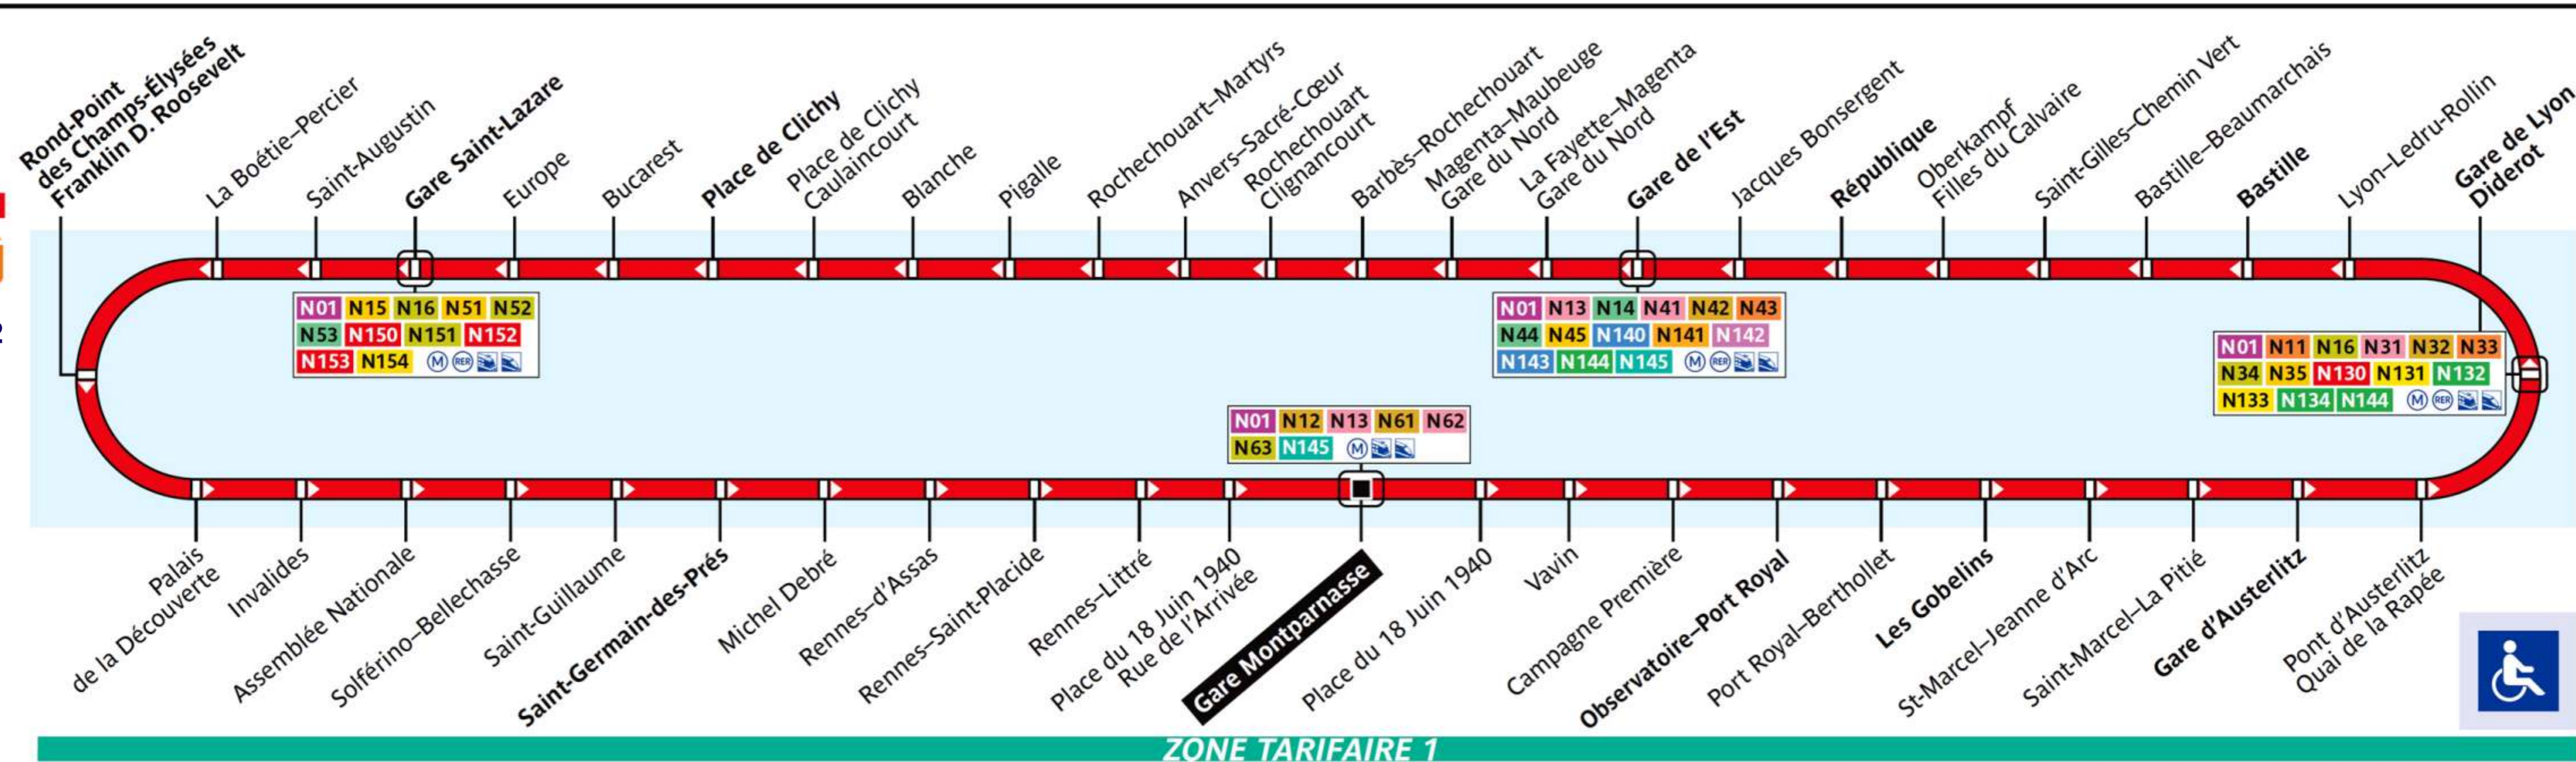 Rond-Point
des Champs-Élysées
Franklin D. Roosevelt
La Boétie–Percier
Saint-Augustin
Gare Saint-Lazare
Europe
Bucarest
Place de Clichy
Place de Clichy
Caulaincourt
Blanche
Pigalle
Rochechouart–Martyrs
Anvers–Sacré-Cœur
Rochechouart
Clignancourt
Barbès–Rochechouart
Magenta–Maubeuge
Gare du Nord
La Fayette–Magenta
Gare du Nord
Gare de l'Est
Jacques Bonsergent
République
Oberkampf
Filles du Calvaire
Saint-Gilles–Chemin Vert
Bastille–Beaumarchais
Bastille
Lyon–Ledru-Rollin
Gare de Lyon
Diderot
N01 N15 N16 N51 N52
N53 N150 N151 N152
N153 N154 M RER
N01 N13 N14 N41 N42 N43
N44 N45 N140 N141 N142
N143 N144 N145 M RER
N01 N11 N16 N31 N32 N33
N34 N35 N130 N131 N132
N133 N134 N144 M RER
N01 N12 N13 N61 N62
N63 N145 M
Palais
de la Découverte
Invalides
Assemblée Nationale
Solférino–Bellechasse
Saint-Guillaume
Saint-Germain-des-Prés
Michel Debré
Rennes–d'Assas
Rennes–Saint-Placide
Rennes–Littré
Place du 18 Juin 1940
Rue de l'Arrivée
Gare Montparnasse
Place du 18 Juin 1940
Vavin
Campagne Première
Observatoire–Port Royal
Port Royal–Berthollet
Les Gobelins
St-Marcel–Jeanne d'Arc
Saint-Marcel–La Pitié
Gare d'Austerlitz
Pont d'Austerlitz
Quai de la Rapée
ZONE TARIFAIRE 1